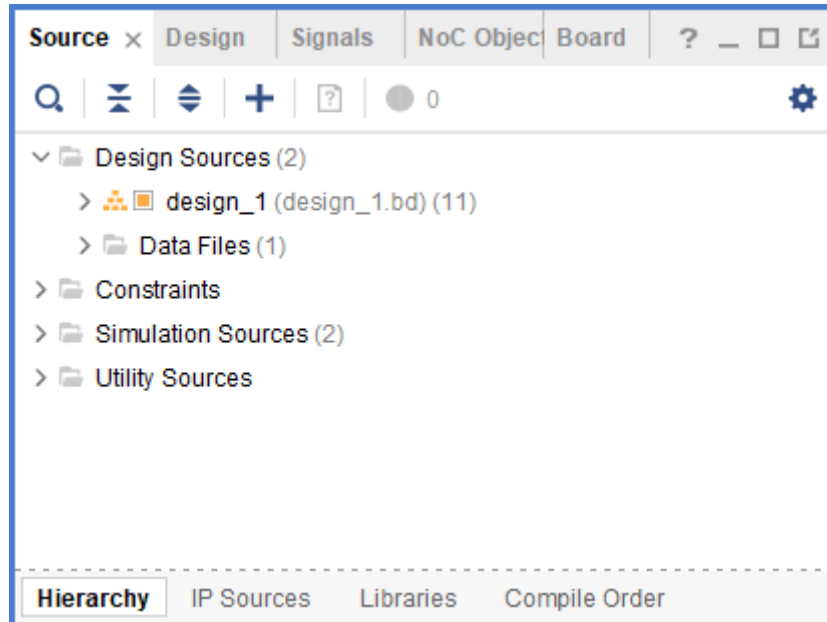 Source × Design Signals NoC Objec Board ?
? 0
Design Sources (2)
design_1 (design_1.bd) (11)
Data Files (1)
Constraints
Simulation Sources (2)
Utility Sources
Hierarchy IP Sources Libraries Compile Order